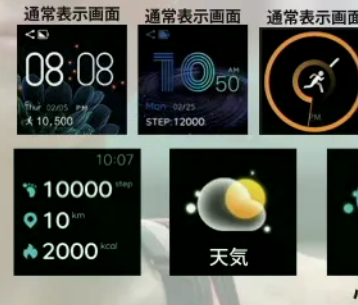 通常表示画面
通常表示画面
通常表示画面
08:08
Thur 02/05 PM
10,500
10 50 AM
Mon 02/25
STEP:12000
PM
10:07
10000 step
10 km
2000 kcal
天気